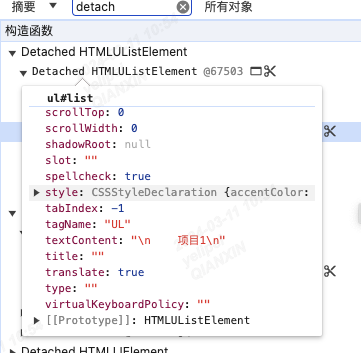 摘要 ▼ detach 所有对象
构造函数
▼ Detached HTMLUListElement
▼ Detached HTMLUListElement @67503
ul#list
scrollTop: 0
scrollWidth: 0
shadowRoot: null
slot: ""
spellcheck: true
▶ style: CSSStyleDeclaration {accentColor:
tabIndex: -1
tagName: "UL"
textContent: "\n    项目1\n"
title: ""
translate: true
type: ""
virtualKeyboardPolicy: ""
▶ [[Prototype]]: HTMLUListElement
▶ Detached HTMLLIElement